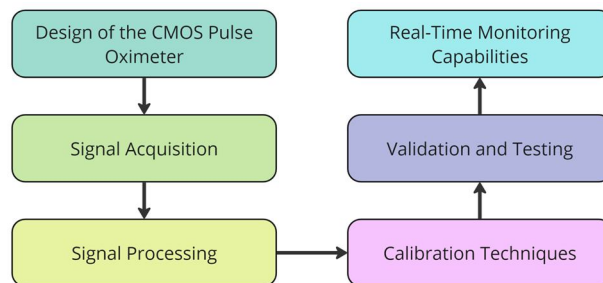 Design of the CMOS Pulse
Oximeter
Signal Acquisition
Signal Processing
Calibration Techniques
Validation and Testing
Real-Time Monitoring
Capabilities